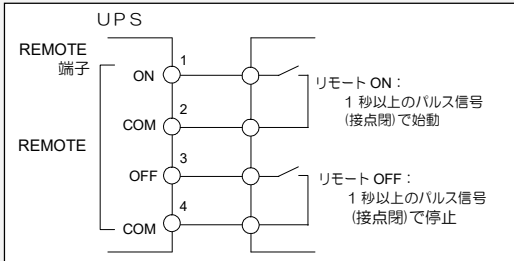 UPS
REMOTE
端子
ON
1
COM
2
REMOTE
OFF
3
COM
4
リモート ON：
1 秒以上のパルス信号
(接点閉)で始動
リモート OFF：
1 秒以上のパルス信号
(接点閉)で停止